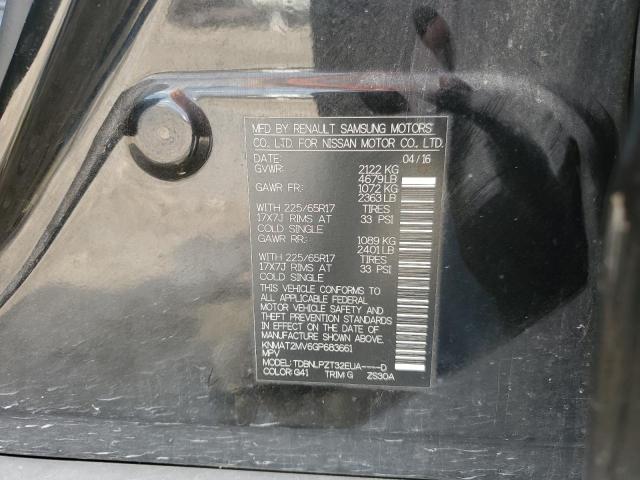 MFD BY RENAULT SAMSUNG MOTORS
CO. LTD. FOR NISSAN MOTOR CO., LTD.
DATE: 04/16
GVWR: 2122 KG
4679 LB
GAWR FR: 1072 KG
2363 LB
WITH 225/65R17 TIRES
17X7J RIMS AT 33 PSI
COLD SINGLE
GAWR RR: 1089 KG
2401 LB
WITH 225/65R17 TIRES
17X7J RIMS AT 33 PSI
COLD SINGLE
THIS VEHICLE CONFORMS TO
ALL APPLICABLE FEDERAL
MOTOR VEHICLE SAFETY AND
THEFT PREVENTION STANDARDS
IN EFFECT ON THE DATE OF
MANUFACTURE SHOWN ABOVE.
KNMAT2MV6GP683661
MPV
MODEL: TDBNLPZT32EUA-----D
COLOR: G41 TRIM G ZS30A